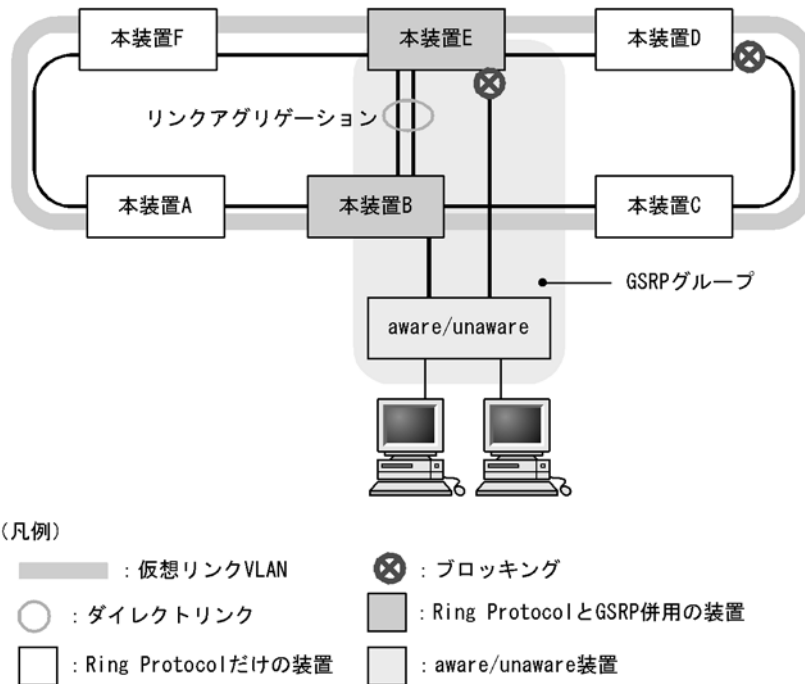 本装置F
本装置E
本装置D
リンクアグリゲーション
本装置A
本装置B
本装置C
GSRPグループ
aware/unaware
(凡例)
:仮想リンクVLAN
:ブロッキング
:ダイレクトリンク
:Ring ProtocolとGSRP併用の装置
:Ring Protocolだけの装置
:aware/unaware装置